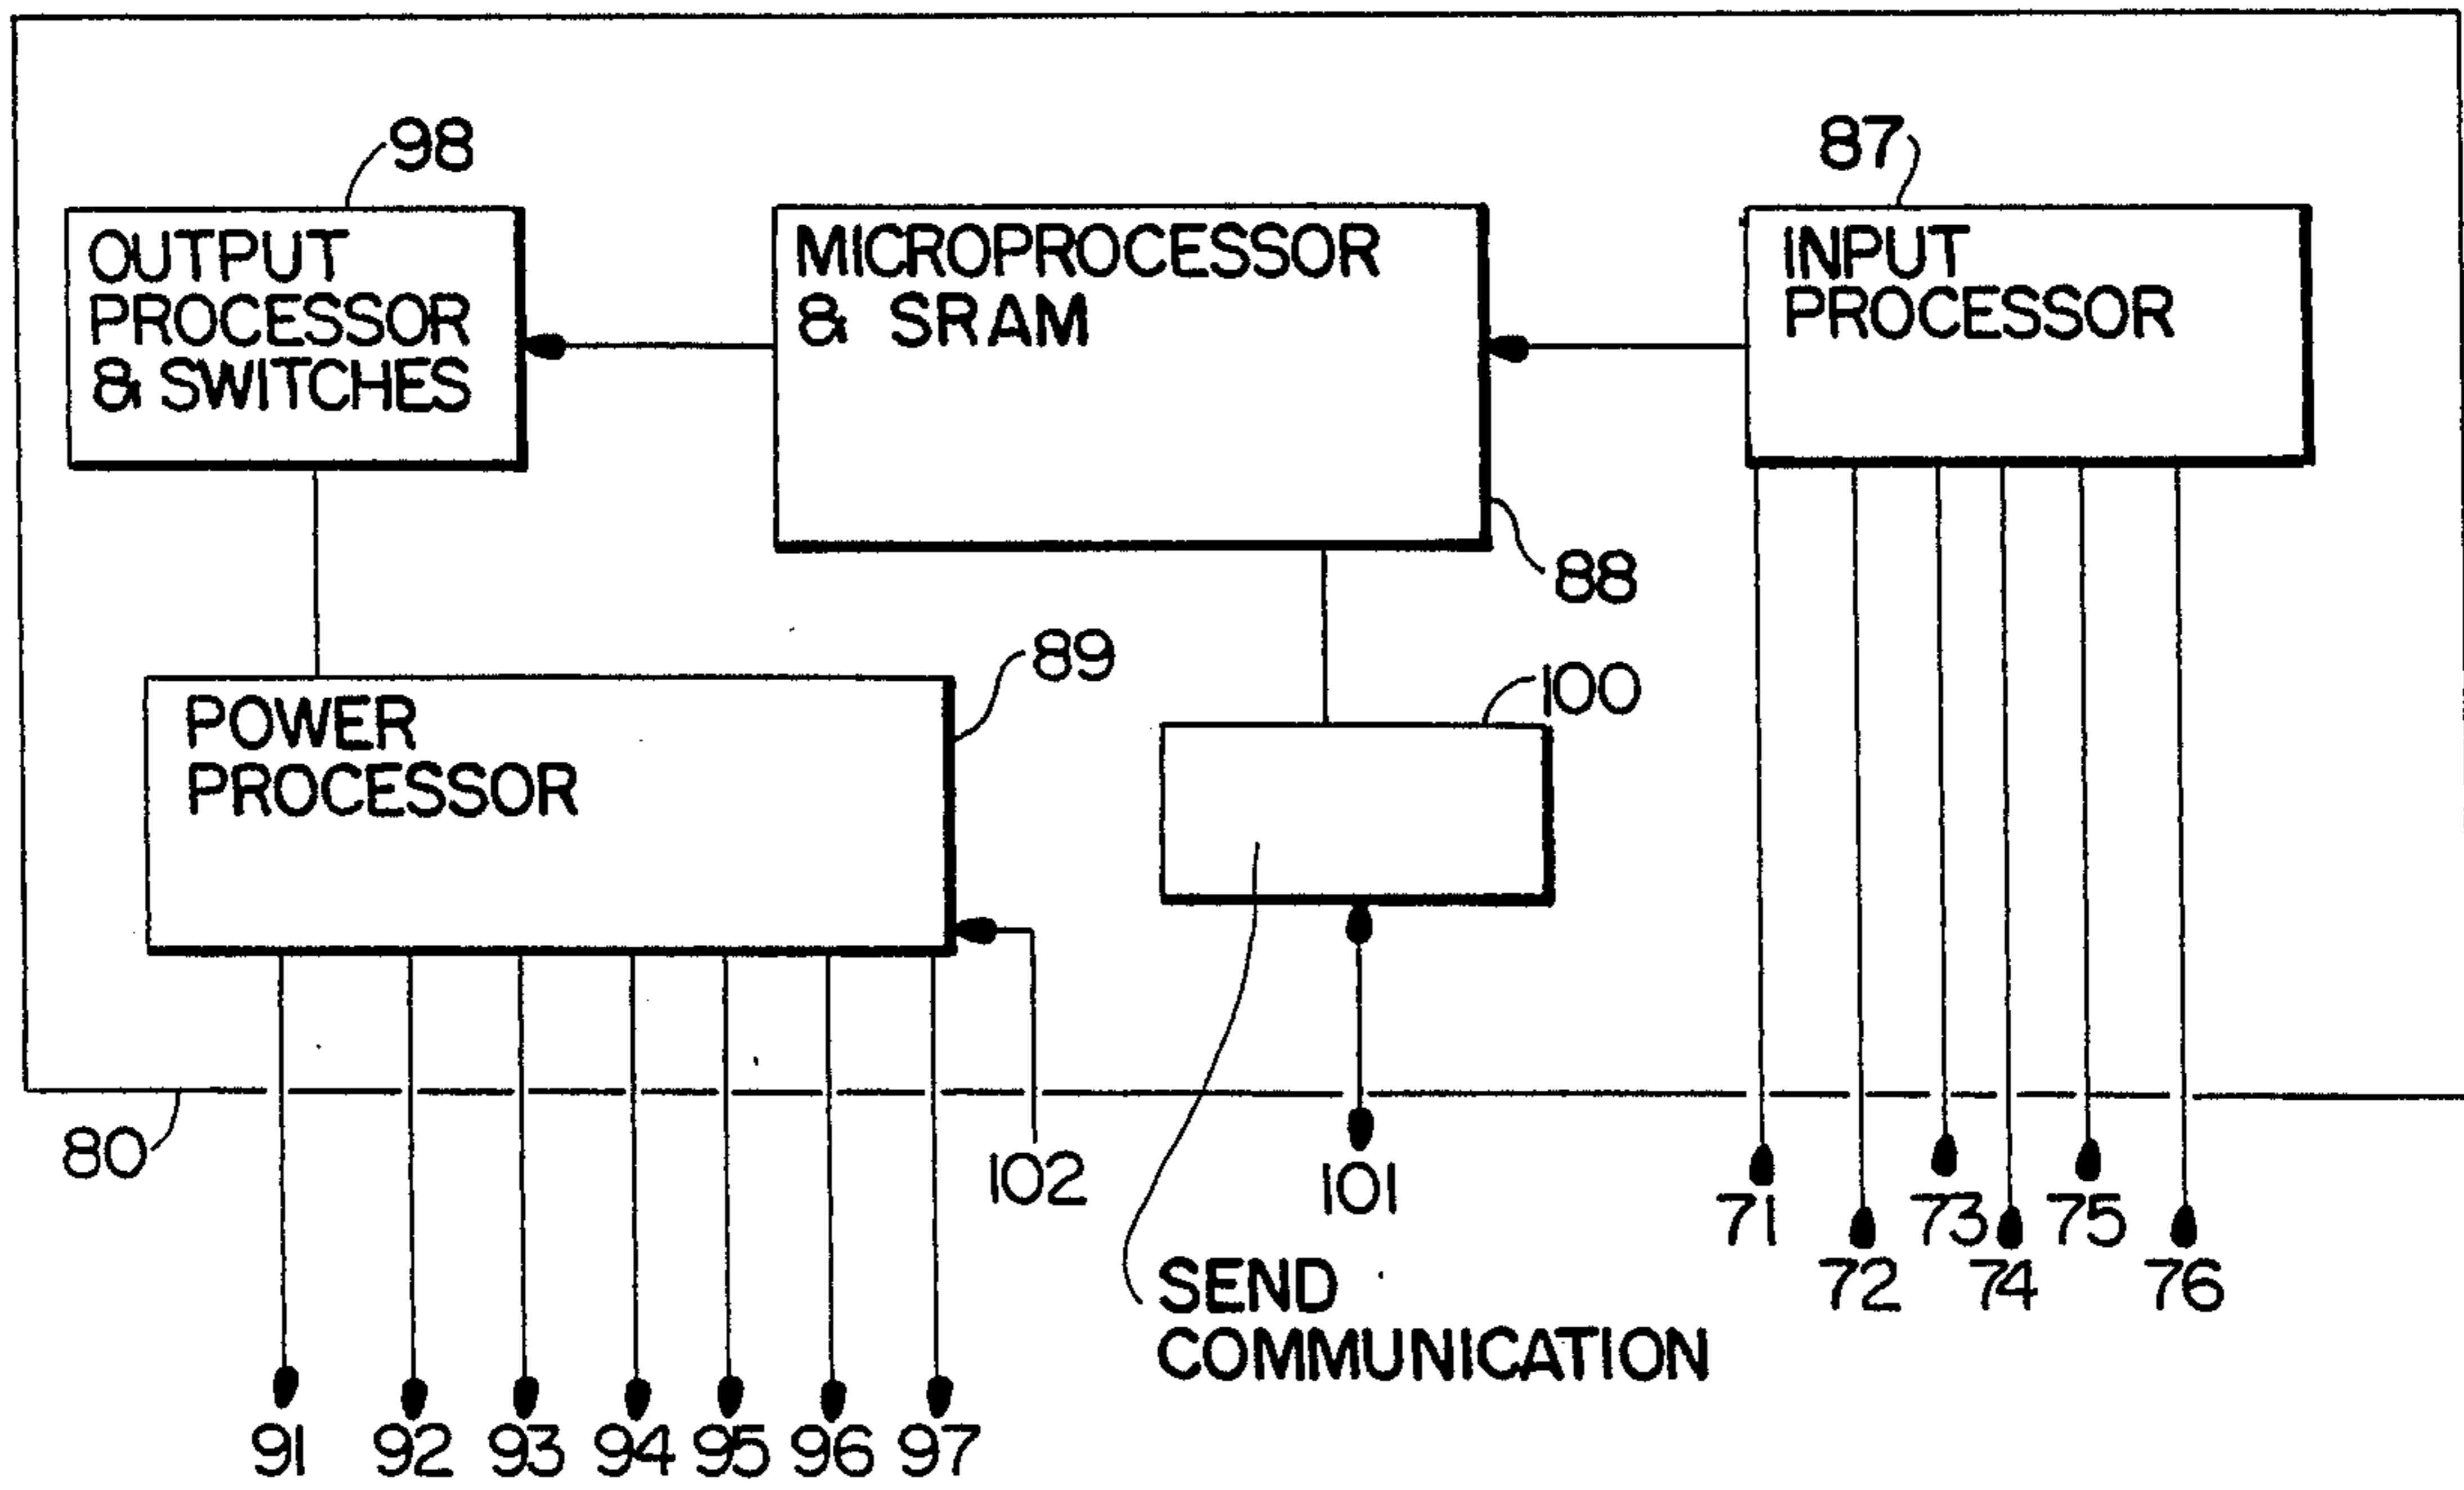 98
87
OUTPUT
PROCESSOR
& SWITCHES
MICROPROCESSOR
& SRAM
INPUT
PROCESSOR
88
89
100
POWER
PROCESSOR
80
102
101
71
73
75
72
74
76
SEND
COMMUNICATION
91
92
93
94
95
96
97